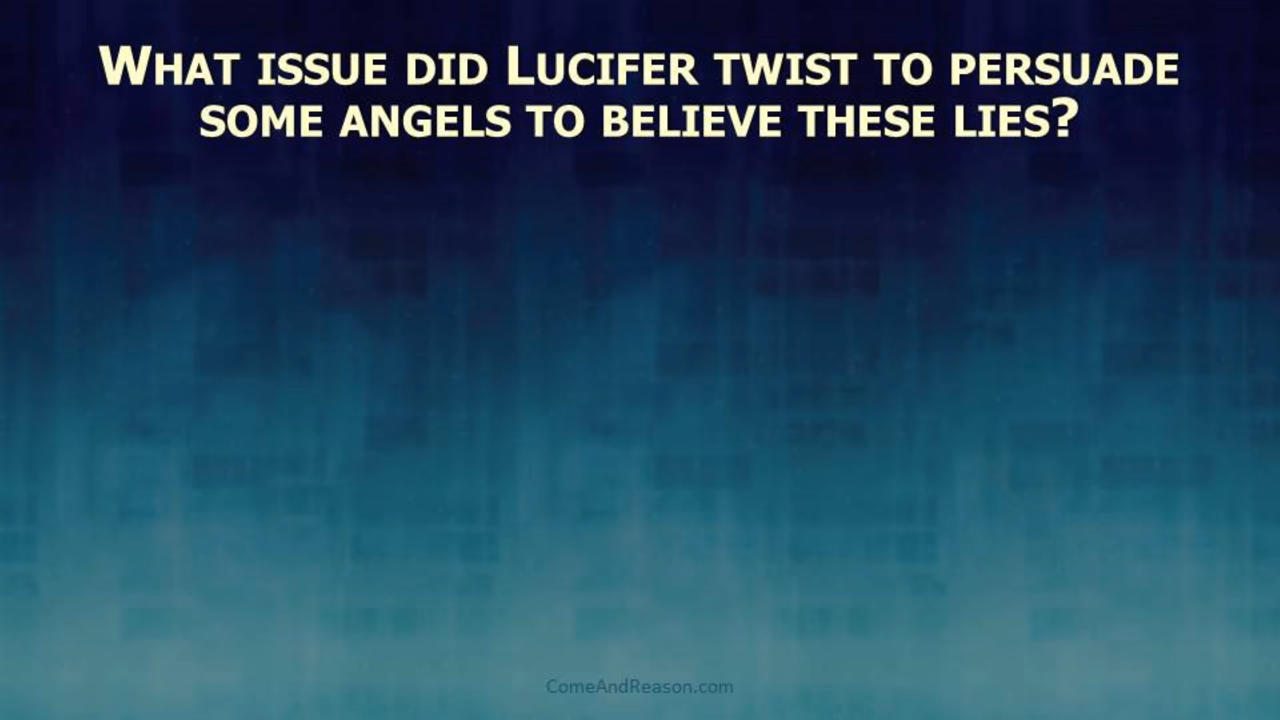 What issue did Lucifer twist to persuade
some angels to believe these lies?
ComeAndReason.com